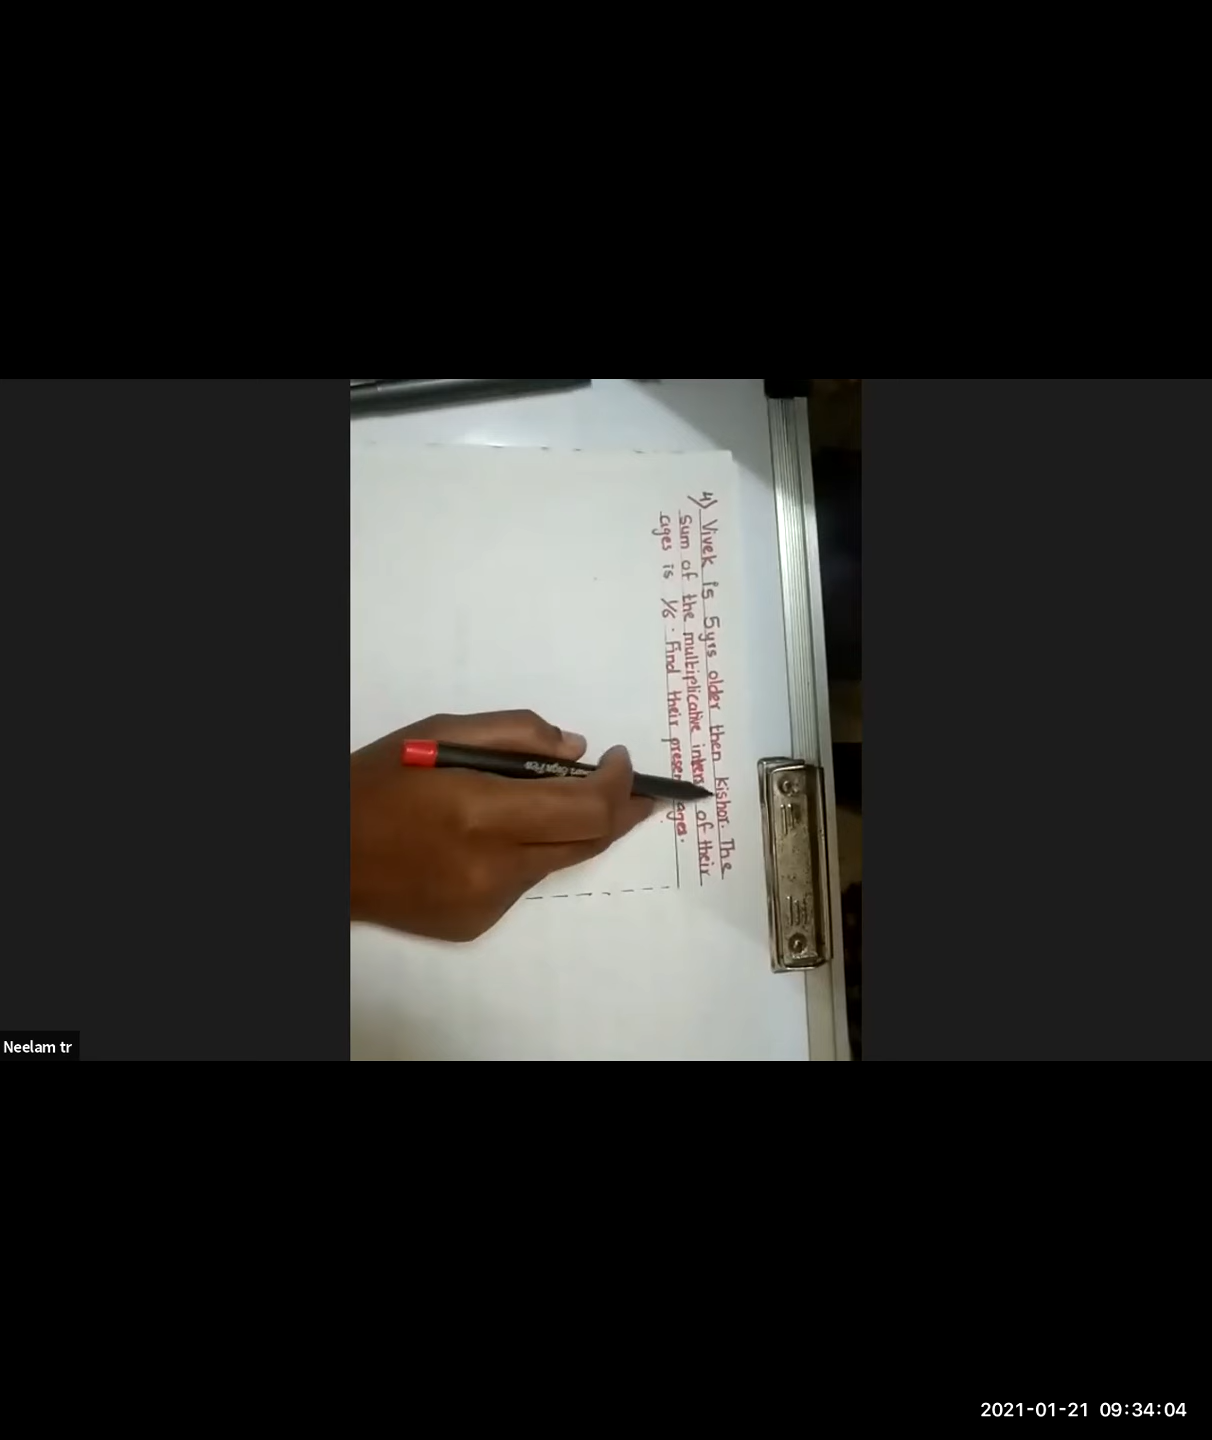 4) Vivek is 5yrs older then kishor. The
sum of the multiplicative of their
ages is 1/6. Find their present ages.
Neelam tr
2021-01-21 09:34:04